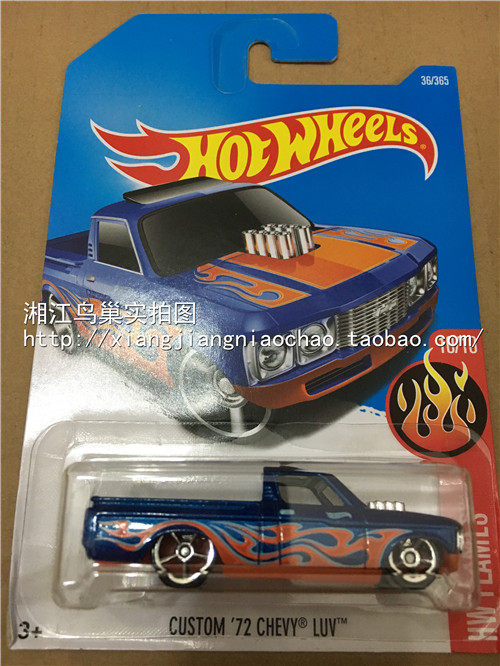 36/365
HOT WHEELS®
湘江鸟巢实拍图
http://xiangjiangniaochao.taobao.com/
10/10
HW FLAMES
CUSTOM '72 CHEVY® LUV™
3+